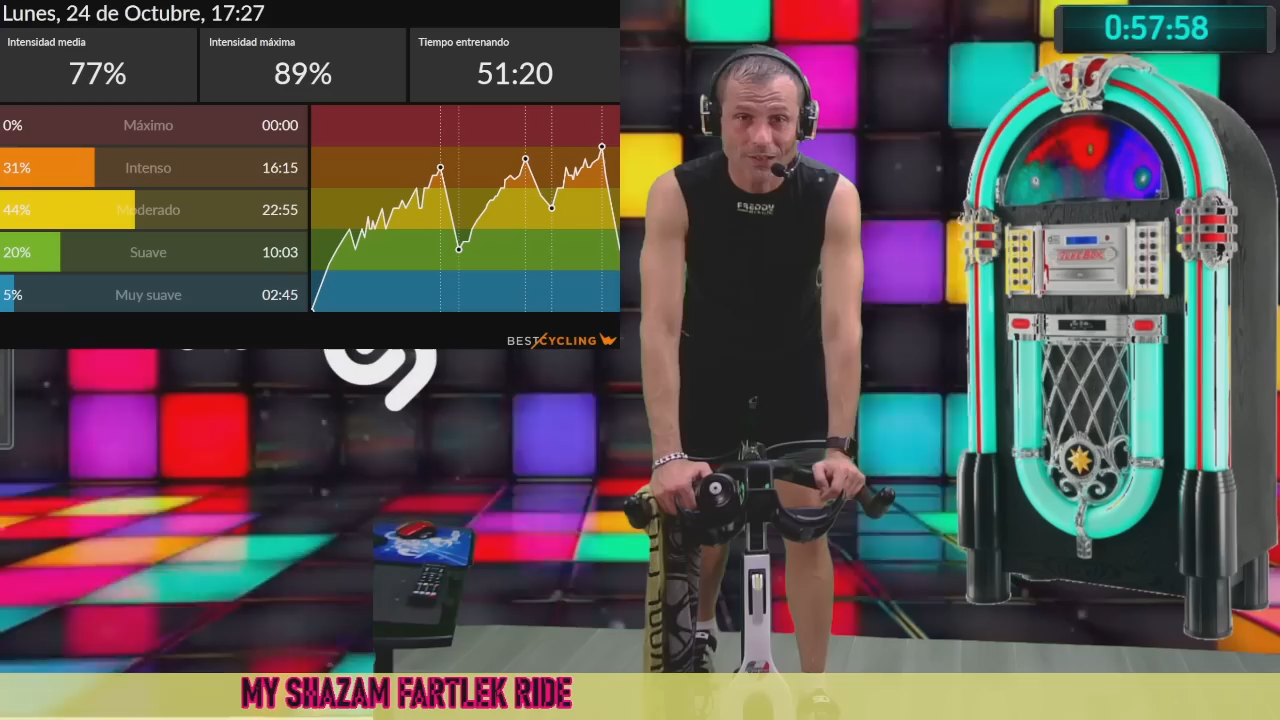 Lunes, 24 de Octubre, 17:27
0:57:58
Intensidad media
Intensidad máxima
Tiempo entrenando
77%
89%
51:20
0% Máximo 00:00
31% Intenso 16:15
44% Moderado 22:55
20% Suave 10:03
5% Muy suave 02:45
BESTCYCLING
FREDDY
JUKEBOX
MY SHAZAM FARTLEK RIDE